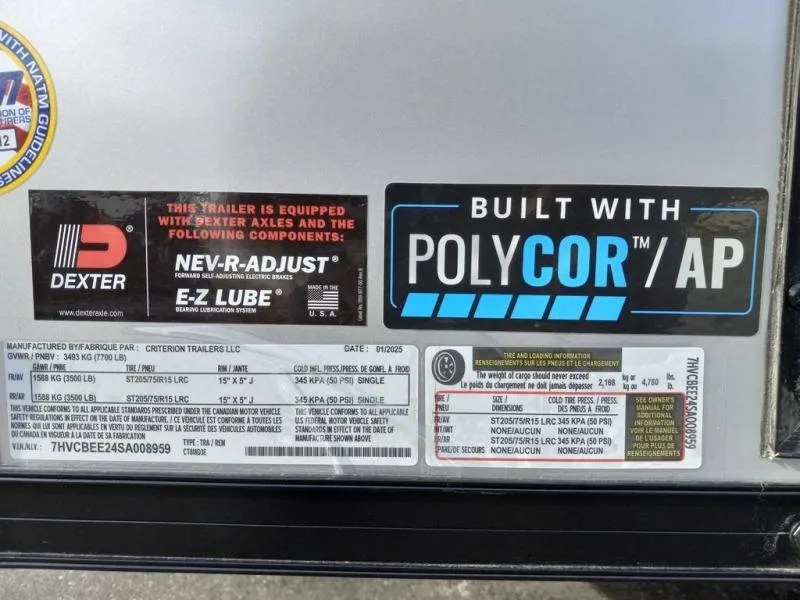 WITH NATM GUIDELINES
ION OF
12
DEXTER®
www.dexteraxle.com
THIS TRAILER IS EQUIPPED
WITH DEXTER AXLES AND THE
FOLLOWING COMPONENTS:
NEV-R-ADJUST®
FORWARD SELF-ADJUSTING ELECTRIC BRAKES
E-Z LUBE®
BEARING LUBRICATION SYSTEM
MADE IN THE
U.S.A.
BUILT WITH
POLYCOR™/AP
MANUFACTURED BY/FABRIQUE PAR : CRITERION TRAILERS LLC DATE : 01/2025
GVWR / PNBV : 3493 KG (7700 LB)
GAWR / PNBE TIRE / PNEU RIM / JANTE COLD INFL. PRESS./PRESS. DE GONFL. À FROID
FR/AV 1588 KG (3500 LB) ST205/75/R15 LRC 15" X 5" J 345 KPA (50 PSI) SINGLE
RR/AR 1588 KG (3500 LB) ST205/75/R15 LRC 15" X 5" J 345 KPA (50 PSI) SINGLE
THIS VEHICLE CONFORMS TO ALL APPLICABLE STANDARDS PRESCRIBED UNDER THE CANADIAN MOTOR VEHICLE
SAFETY REGULATIONS IN EFFECT ON THE DATE OF MANUFACTURE. / CE VÉHICULE EST CONFORME À TOUTES LES
NORMES QUI LUI SONT APPLICABLES EN VERTU DU RÈGLEMENT SUR LA SÉCURITÉ DES VÉHICULES AUTOMOBILES
DU CANADA EN VIGUEUR À LA DATE DE SA FABRICATION
THIS VEHICLE CONFORMS TO ALL APPLICABLE
U.S. FEDERAL MOTOR VEHICLE SAFETY
STANDARDS IN EFFECT ON THE DATE OF
MANUFACTURE SHOWN ABOVE
V.I.N./N.I.V. : 7HVCBEE24SA008959
TYPE : TRA / REN
CT818D3E
TIRE AND LOADING INFORMATION
RENSEIGNEMENTS SUR LES PNEUS ET LE CHARGEMENT
The weight of cargo should never exceed
Le poids du chargement ne doit jamais dépasser 2,168 kg or kg ou 4,780 lbs. lb.
TIRE / PNEU SIZE / DIMENSIONS COLD TIRE PRESS. / DES PNEUS À FROID
FR/AV ST205/75/R15 LRC 345 KPA (50 PSI)
INT/INT NONE/AUCUN NONE/AUCUN
RR/AR ST205/75/R15 LRC 345 KPA (50 PSI)
SPARE/DE SECOURS NONE/AUCUN NONE/AUCUN
SEE OWNER'S
MANUAL FOR
ADDITIONAL
INFORMATION
VOIR LE MANUEL
DE L'USAGER
POUR PLUS DE
RENSEIGNEMENTS
7HVCBEE24SA008959